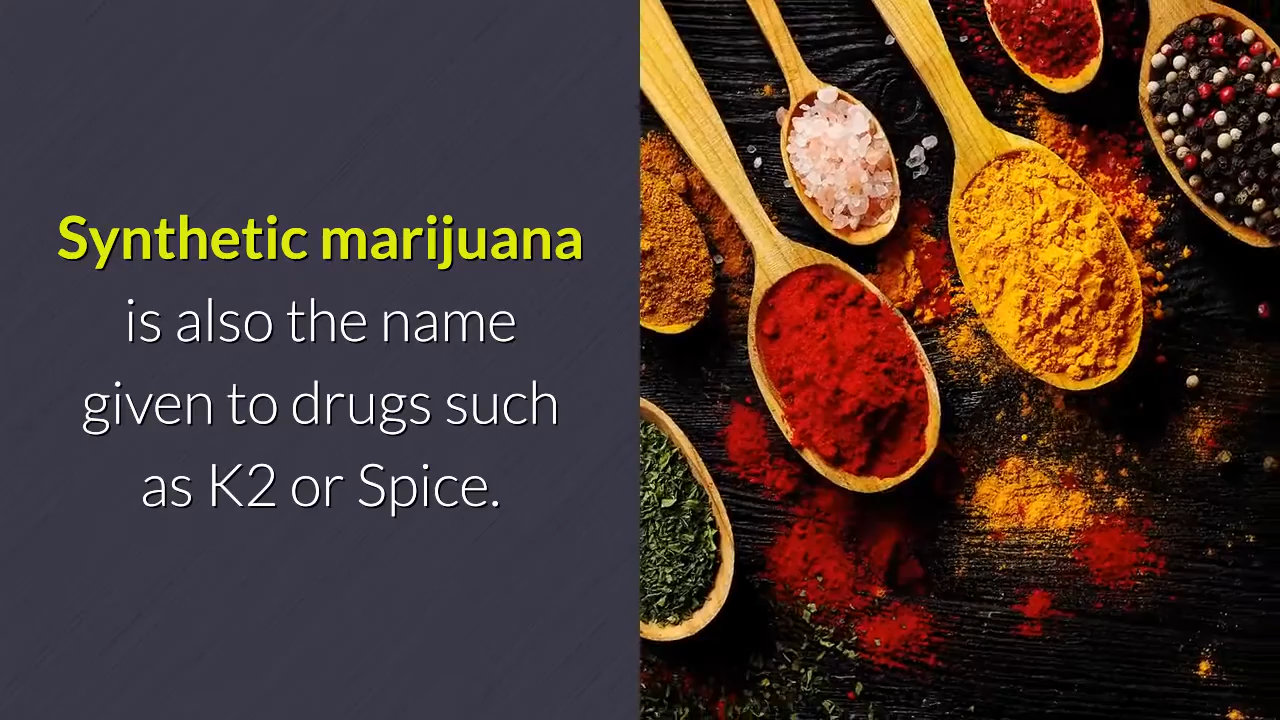 Synthetic marijuana
is also the name
given to drugs such
as K2 or Spice.